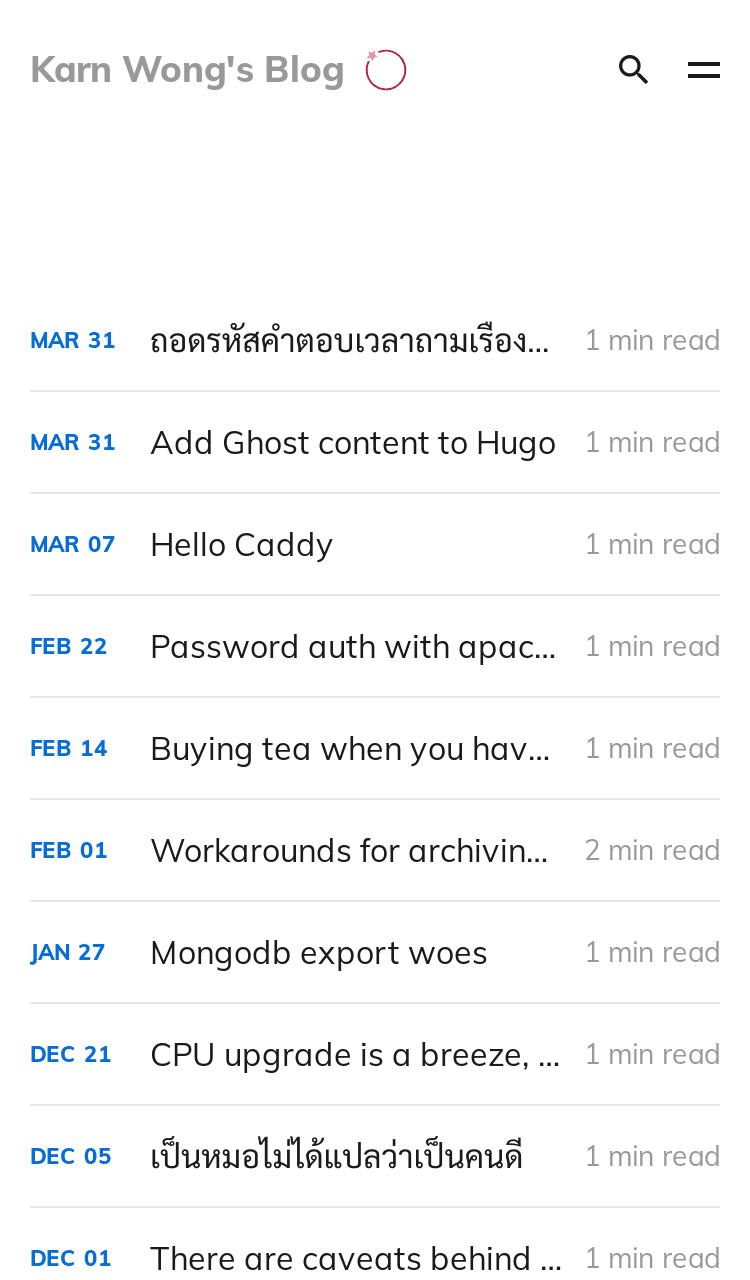 Karn Wong's Blog
MAR 31 ถอดรหัสคำตอบเวลาถามเรื่อง... 1 min read
MAR 31 Add Ghost content to Hugo 1 min read
MAR 07 Hello Caddy 1 min read
FEB 22 Password auth with apac... 1 min read
FEB 14 Buying tea when you hav... 1 min read
FEB 01 Workarounds for archivin... 2 min read
JAN 27 Mongodb export woes 1 min read
DEC 21 CPU upgrade is a breeze, ... 1 min read
DEC 05 เป็นหมอไม่ได้แปลว่าเป็นคนดี 1 min read
DEC 01 There are caveats behind ... 1 min read